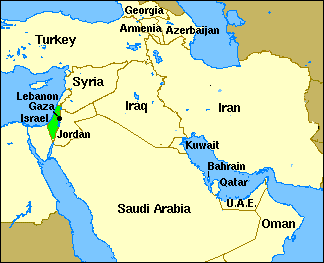 Georgia
Armenia
Azerbaijan
Turkey
Syria
Lebanon
Gaza
Israel
Iraq
Iran
Jordan
Kuwait
Bahrain
Qatar
U.A.E.
Saudi Arabia
Oman